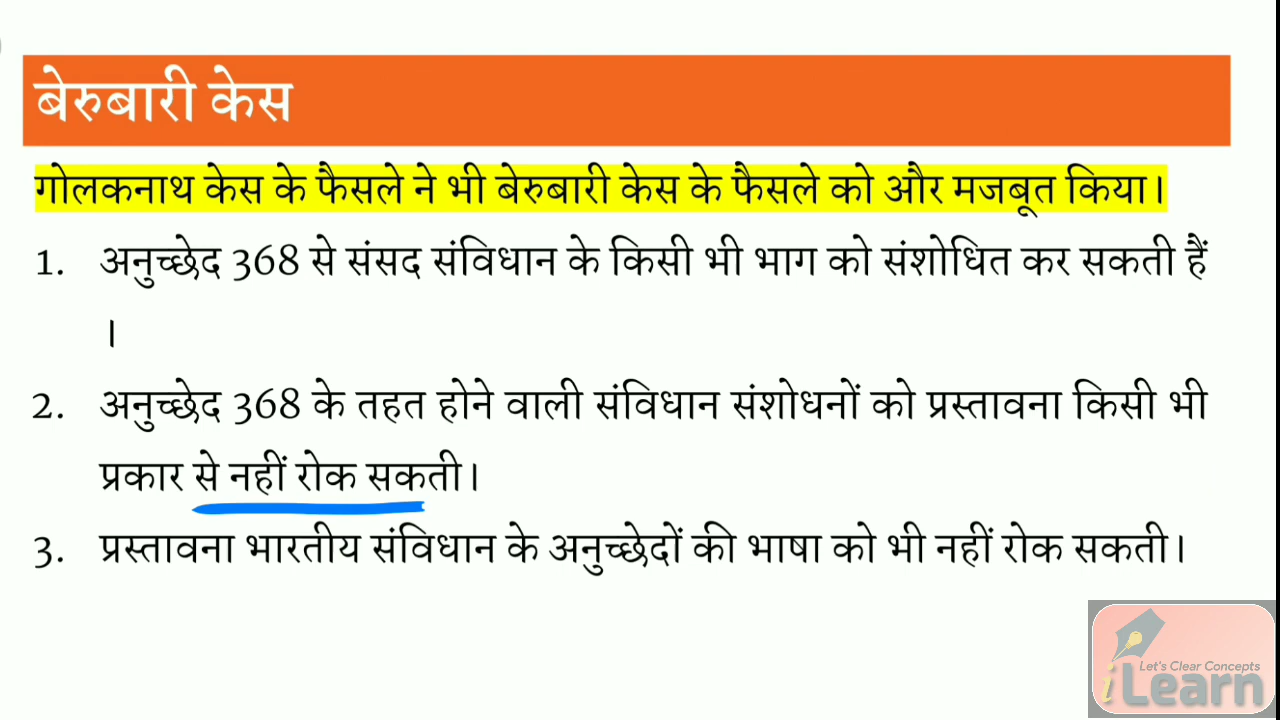 बेरुबारी केस
गोलकनाथ केस के फैसले ने भी बेरुबारी केस के फैसले को और मजबूत किया।
1. अनुच्छेद 368 से संसद संविधान के किसी भी भाग को संशोधित कर सकती हैं
।
2. अनुच्छेद 368 के तहत होने वाली संविधान संशोधनों को प्रस्तावना किसी भी
प्रकार से नहीं रोक सकती।
3. प्रस्तावना भारतीय संविधान के अनुच्छेदों की भाषा को भी नहीं रोक सकती।
Let's Clear Concepts
iLearn